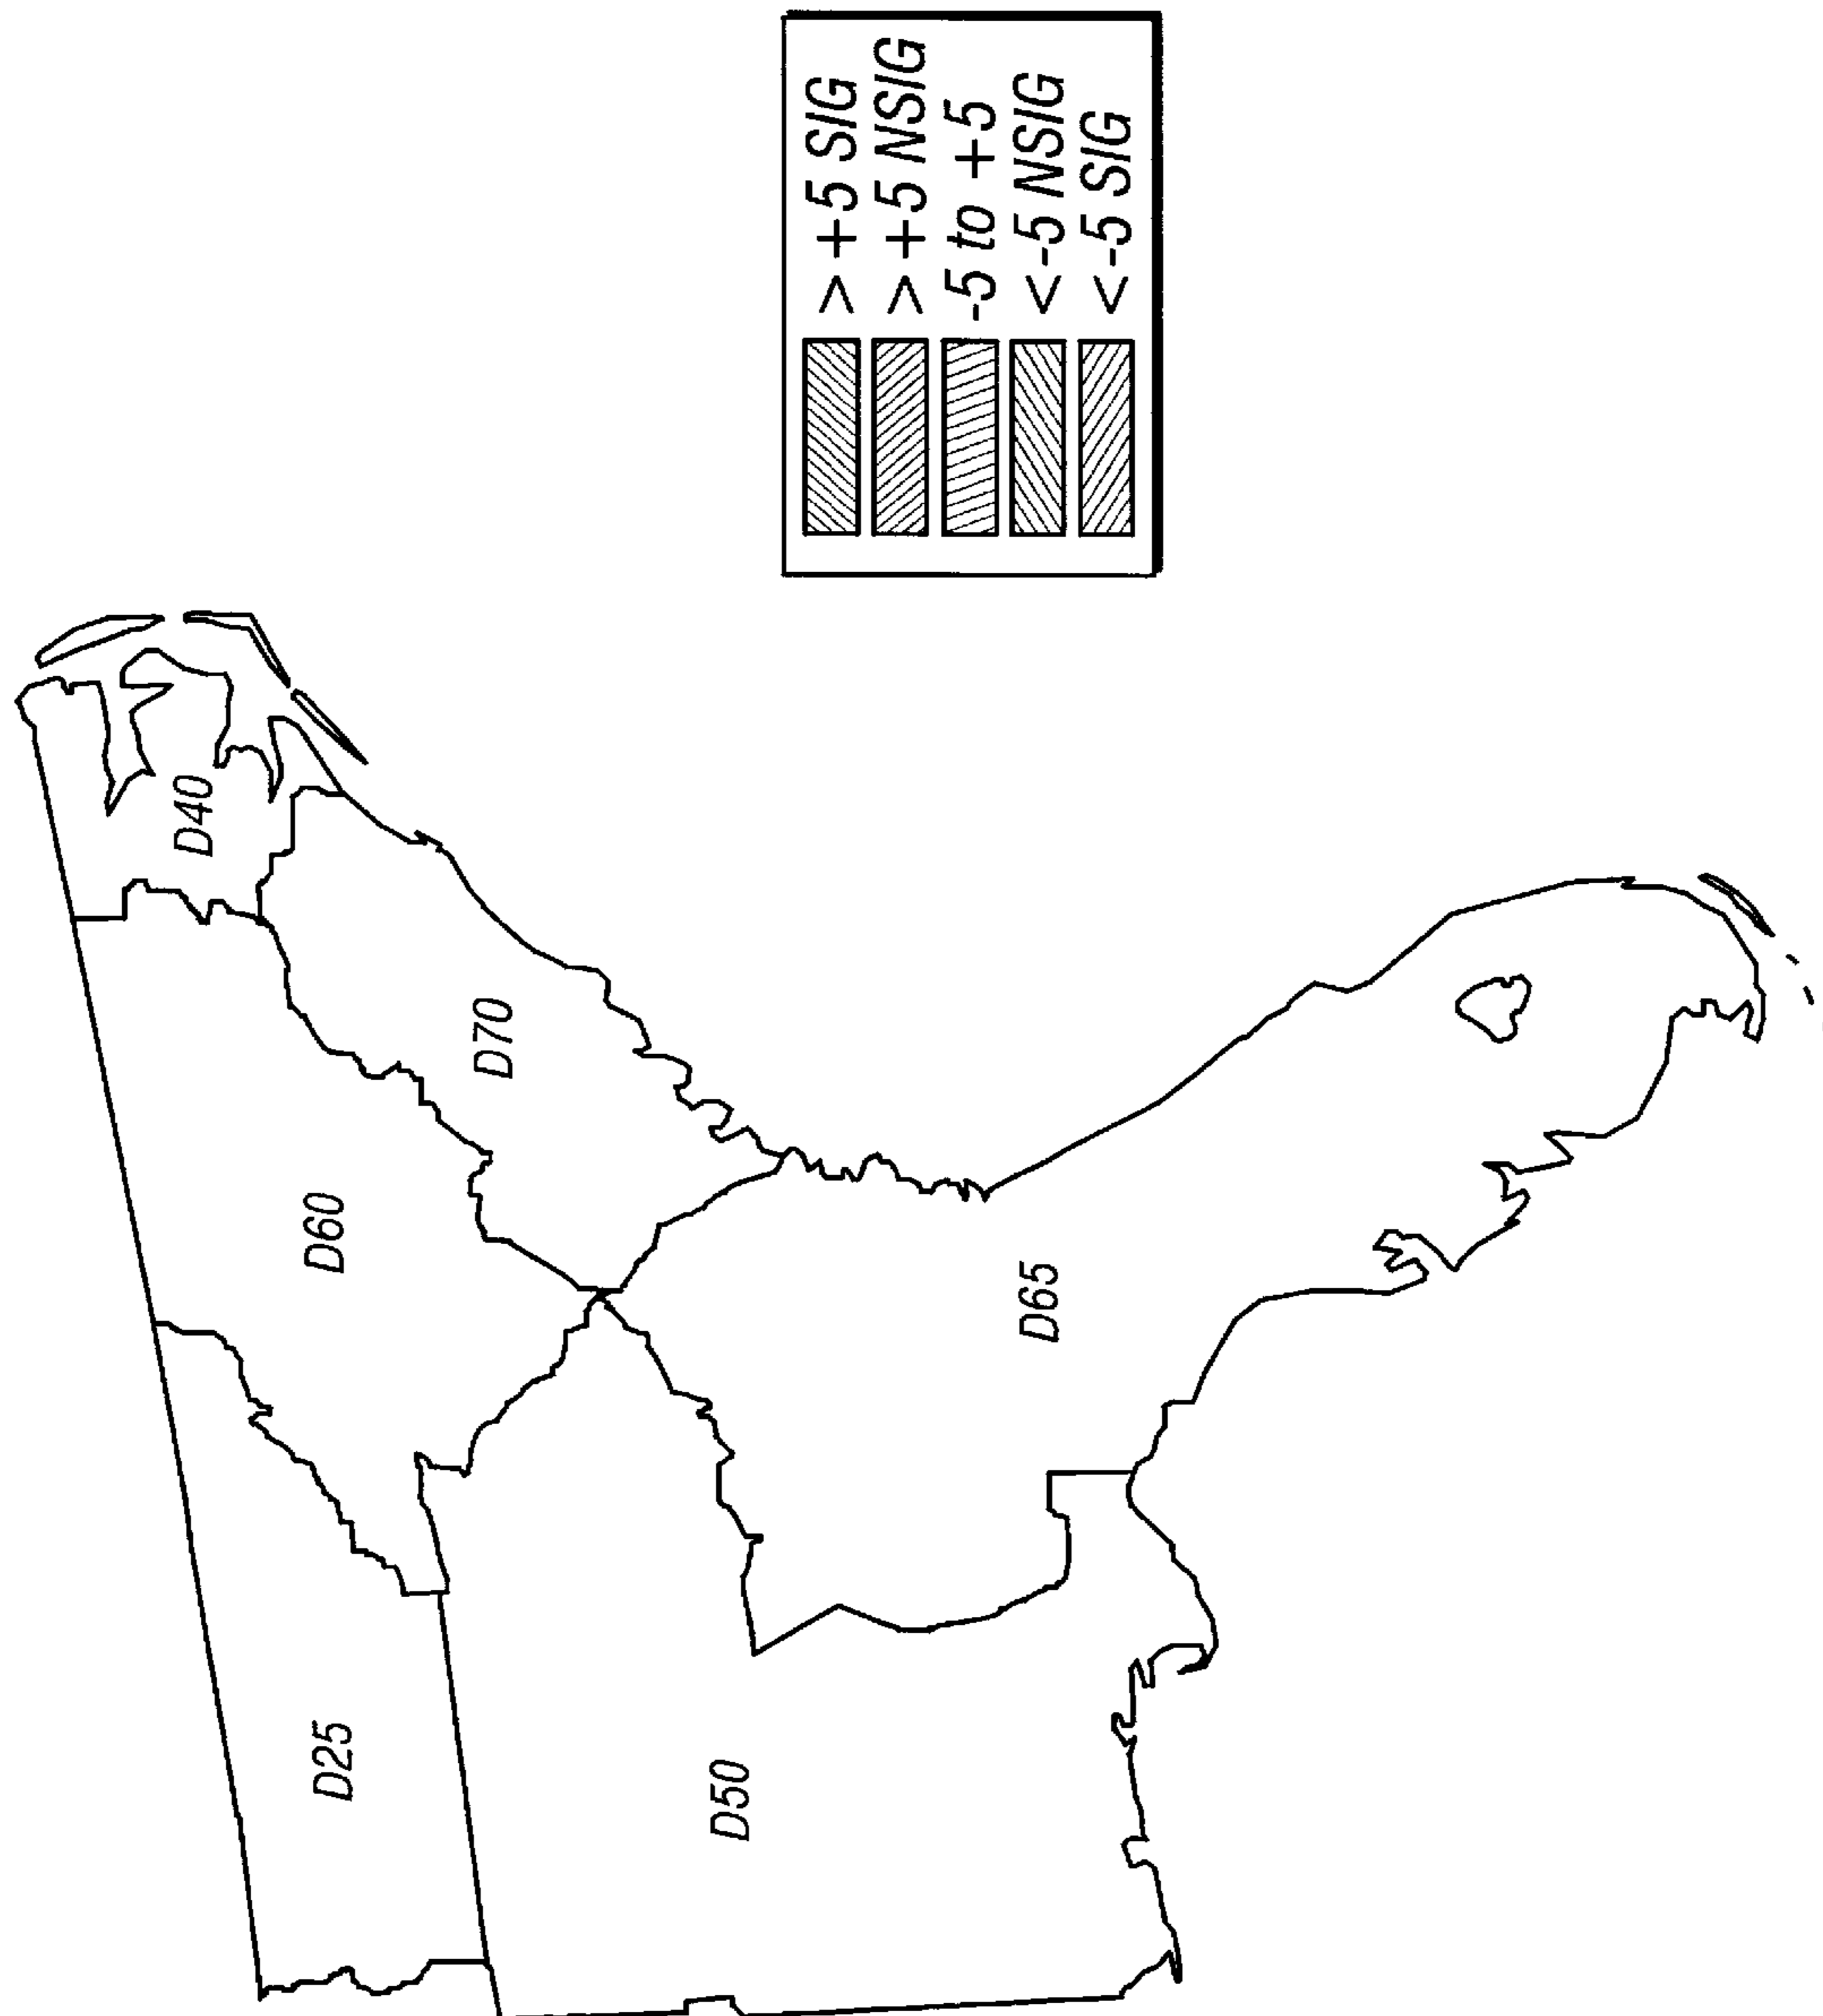 > +5 SIG
> +5 NSIG
-5 to +5
<-5 NSIG
<-5 SIG
D40
D70
D60
D65
D25
D50